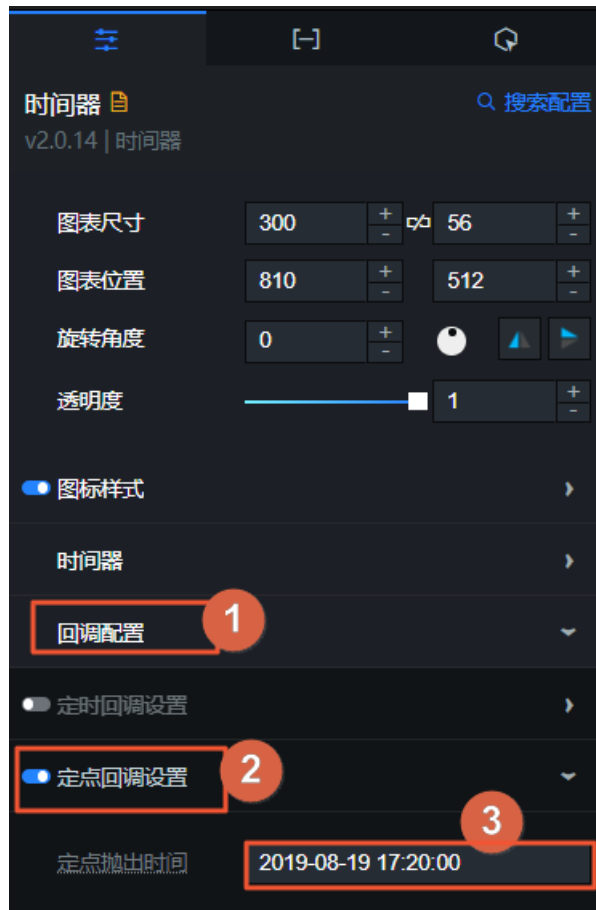 时间器 搜索配置
v2.0.14 | 时间器
图表尺寸 300 + - 56 + -
图表位置 810 + - 512 + -
旋转角度 0 + -
透明度 1 + -
图标样式
时间器
回调配置 1
定时回调设置
定点回调设置 2
3
定点抛出时间 2019-08-19 17:20:00